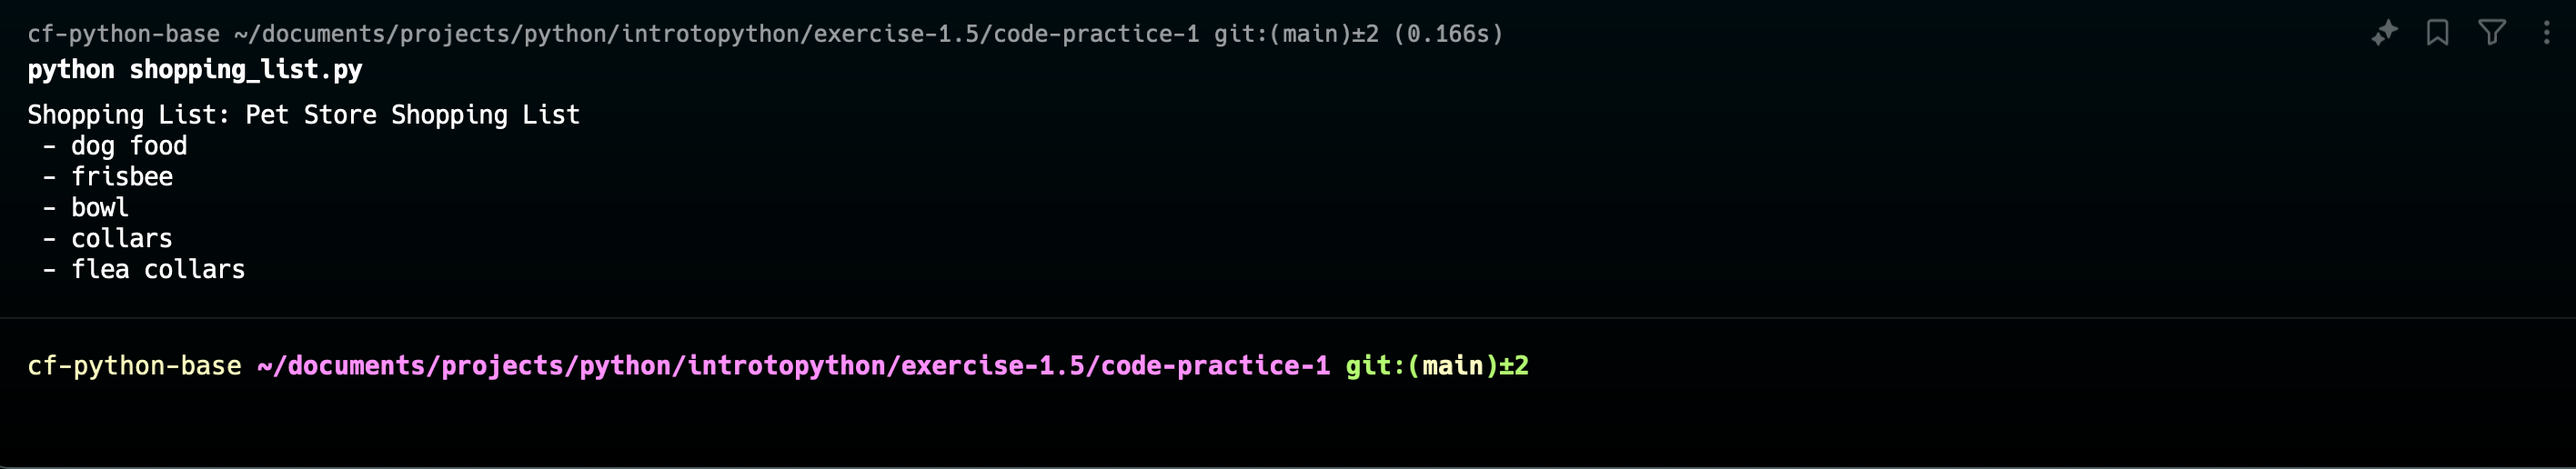 cf-python-base ~/documents/projects/python/introtopython/exercise-1.5/code-practice-1 git:(main)±2 (0.166s)
python shopping_list.py
Shopping List: Pet Store Shopping List
 - dog food
 - frisbee
 - bowl
 - collars
 - flea collars
cf-python-base ~/documents/projects/python/introtopython/exercise-1.5/code-practice-1 git:(main)±2